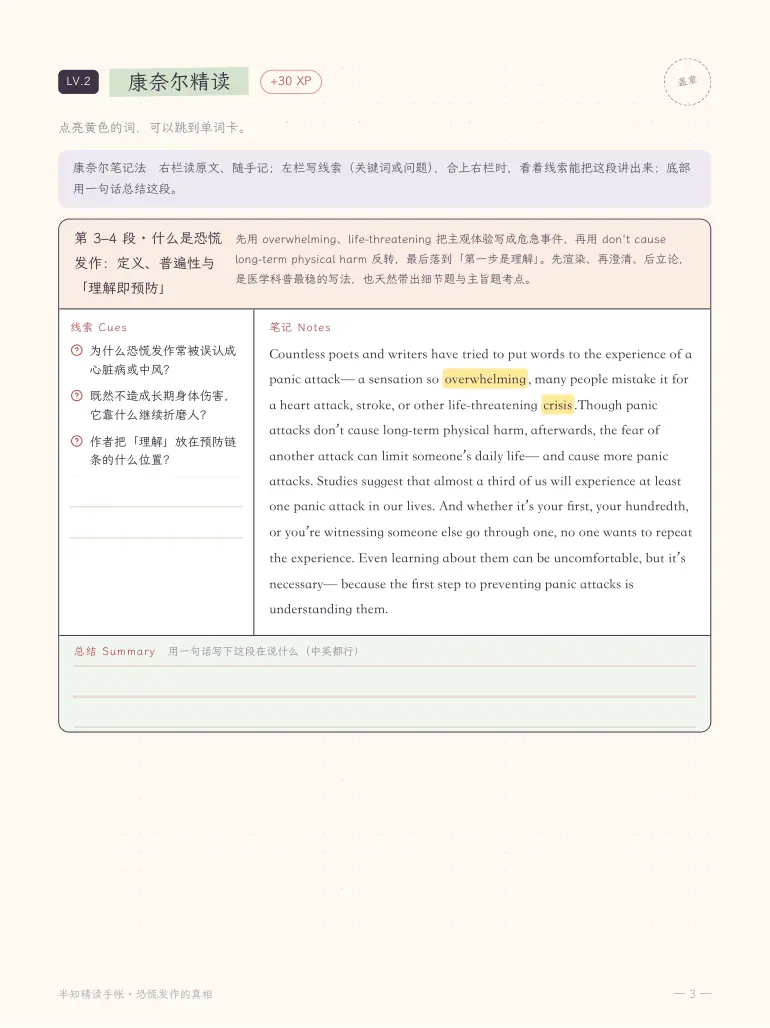 LV.2 康奈尔精读 +30 XP 盖章
点亮黄色的词，可以跳到单词卡。
康奈尔笔记法 右栏读原文、随手记；左栏写线索（关键词或问题），合上右栏时，看着线索能把这段讲出来；底部
用一句话总结这段。
第 3–4 段·什么是恐慌
发作：定义、普遍性与
「理解即预防」
先用 overwhelming、life-threatening 把主观体验写成危急事件，再用 don't cause
long-term physical harm 反转，最后落到「第一步是理解」。先渲染、再澄清、后立论，
是医学科普最稳的写法，也天然带出细节题与主旨题考点。
线索 Cues
为什么恐慌发作常被误认成
心脏病或中风？
既然不造成长期身体伤害，
它靠什么继续折磨人？
作者把「理解」放在预防链
条的什么位置？
笔记 Notes
Countless poets and writers have tried to put words to the experience of a
panic attack— a sensation so overwhelming, many people mistake it for
a heart attack, stroke, or other life-threatening crisis.Though panic
attacks don't cause long-term physical harm, afterwards, the fear of
another attack can limit someone's daily life— and cause more panic
attacks. Studies suggest that almost a third of us will experience at least
one panic attack in our lives. And whether it's your first, your hundredth,
or you're witnessing someone else go through one, no one wants to repeat
the experience. Even learning about them can be uncomfortable, but it's
necessary— because the first step to preventing panic attacks is
understanding them.
总结 Summary 用一句话写下这段在说什么（中英都行）
半知精读手帐·恐慌发作的真相
— 3 —